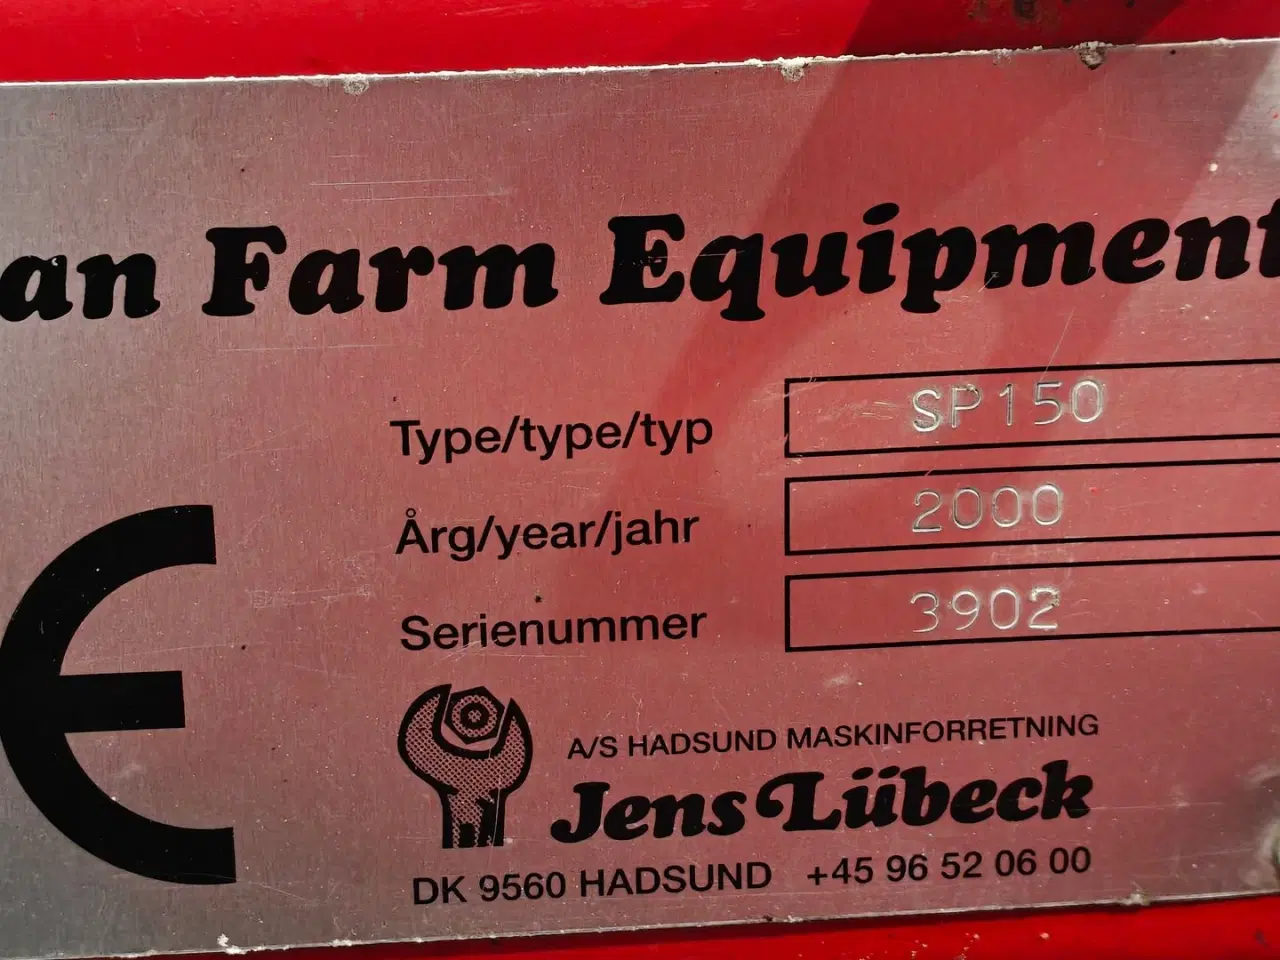 an Farm Equipment
Type/type/typ SP150
Årg/year/jahr 2000
Serienummer 3902
A/S HADSUND MASKINFORRETNING
Jens Lübeck
DK 9560 HADSUND +45 96 52 06 00